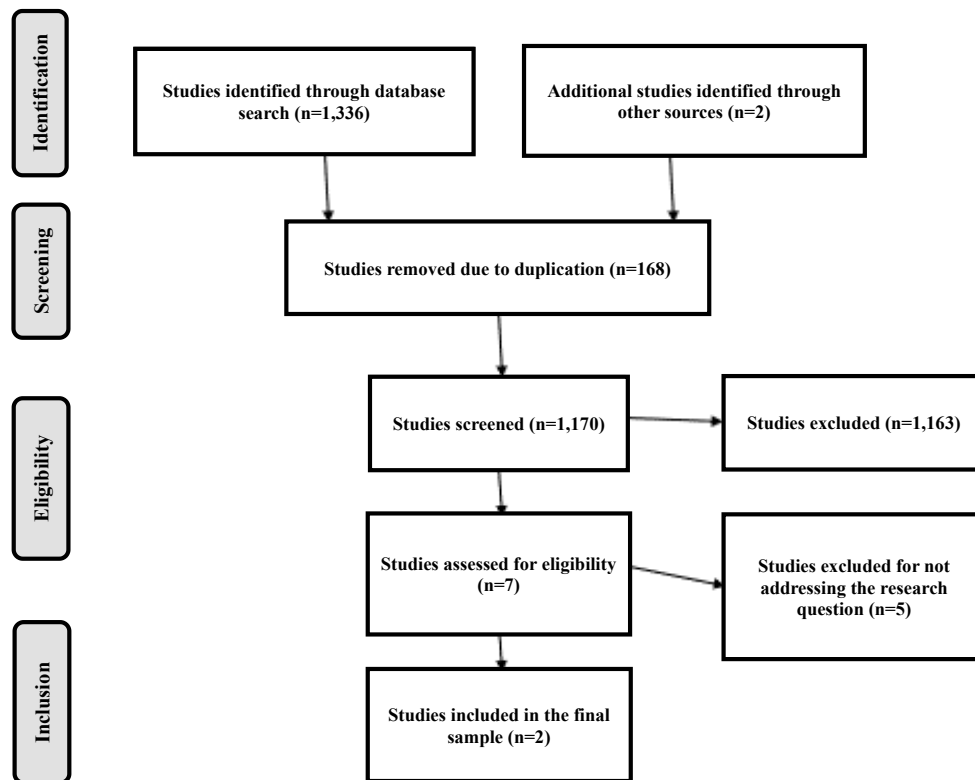 Identification
Studies identified through database
search (n=1,336)
Additional studies identified through
other sources (n=2)
Screening
Studies removed due to duplication (n=168)
Eligibility
Studies screened (n=1,170)
Studies excluded (n=1,163)
Studies assessed for eligibility
(n=7)
Studies excluded for not
addressing the research
question (n=5)
Inclusion
Studies included in the final
sample (n=2)